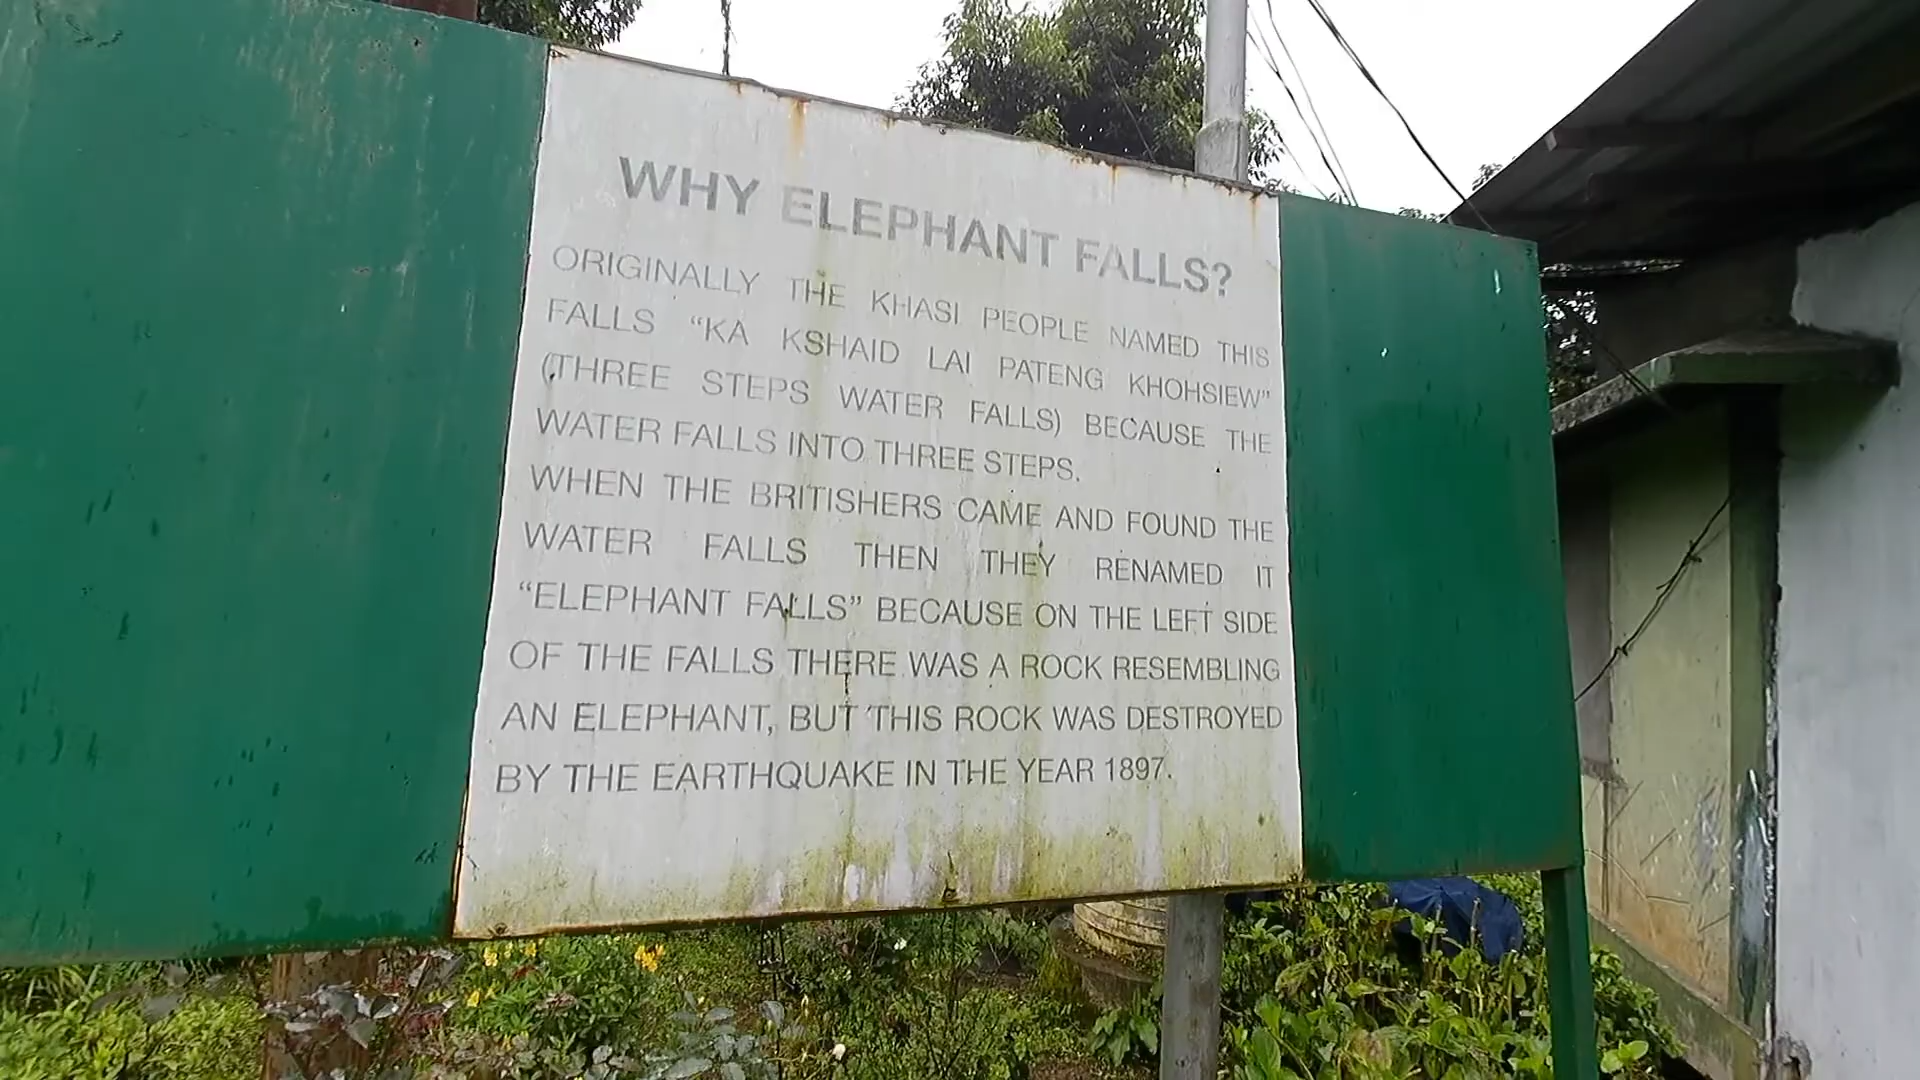 WHY ELEPHANT FALLS?
ORIGINALLY THE KHASI PEOPLE NAMED THIS
FALLS “KA KSHAID LAI PATENG KHOHSIEW”
(THREE STEPS WATER FALLS) BECAUSE THE
WATER FALLS INTO THREE STEPS.
WHEN THE BRITISHERS CAME AND FOUND THE
WATER FALLS THEN THEY RENAMED IT
“ELEPHANT FALLS” BECAUSE ON THE LEFT SIDE
OF THE FALLS THERE WAS A ROCK RESEMBLING
AN ELEPHANT, BUT THIS ROCK WAS DESTROYED
BY THE EARTHQUAKE IN THE YEAR 1897.